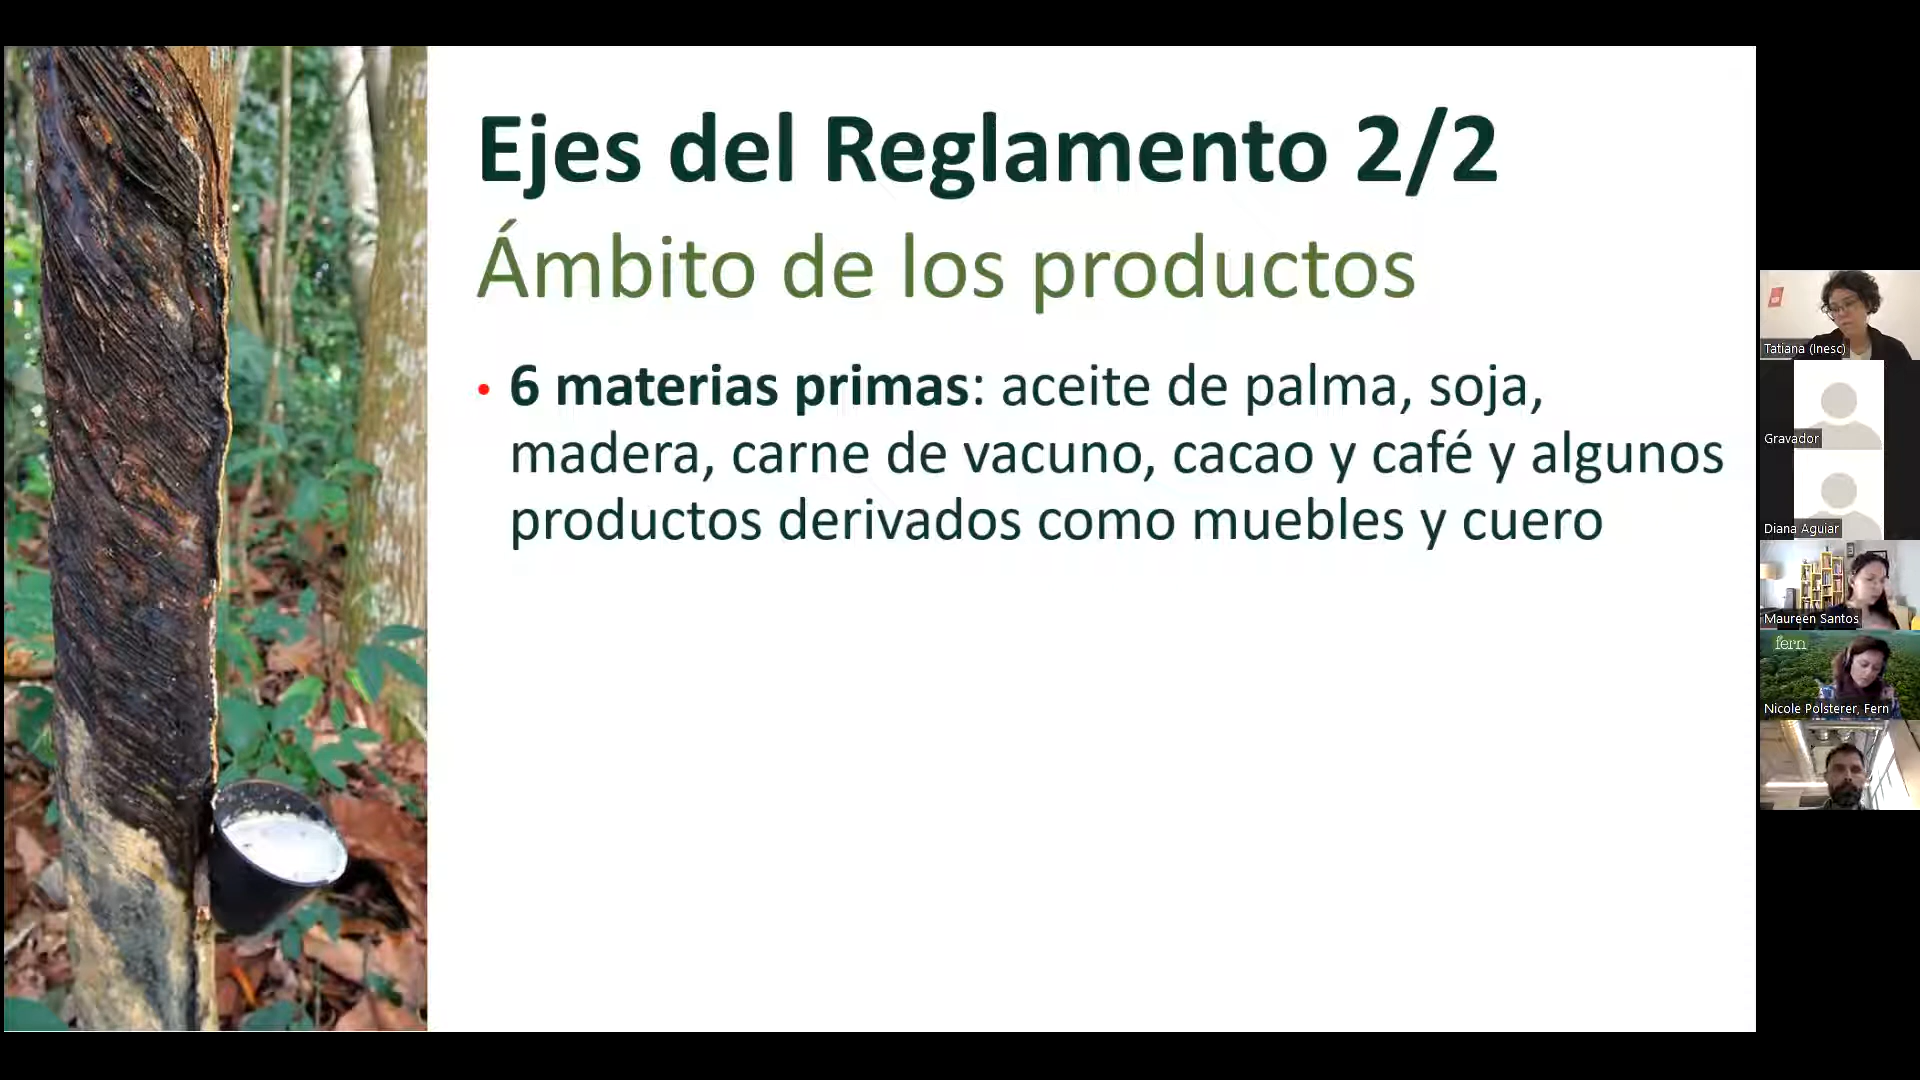 Ejes del Reglamento 2/2
Ámbito de los productos
• 6 materias primas: aceite de palma, soja,
madera, carne de vacuno, cacao y café y algunos
productos derivados como muebles y cuero
Tatiana (Inesc)
Gravador
Diana Aguiar
Maureen Santos
fern
Nicole Polsterer, Fern